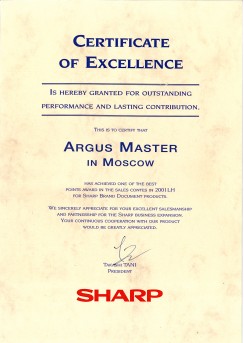 CERTIFICATE
OF EXCELLENCE
IS HEREBY GRANTED FOR OUTSTANDING
PERFORMANCE AND LASTING CONTRIBUTION.
THIS IS TO CERTIFY THAT
ARGUS MASTER
IN MOSCOW
HAS ACHIEVED ONE OF THE BEST
POINTS AWARD IN THE SALES CONTES IN 2001LH
FOR SHARP BRAND DOCUMENT PRODUCTS.
WE SINCERELY APPRECIATE FOR YOUR EXCELLENT SALESMANSHIP
AND PARTNERSHIP FOR THE SHARP BUSINESS EXPANSION.
YOUR CONTINUOUS COOPERATION WITH OUR PRODUCT
WOULD BE GREATLY APPRECIATED.
TANI
PRESIDENT
SHARP